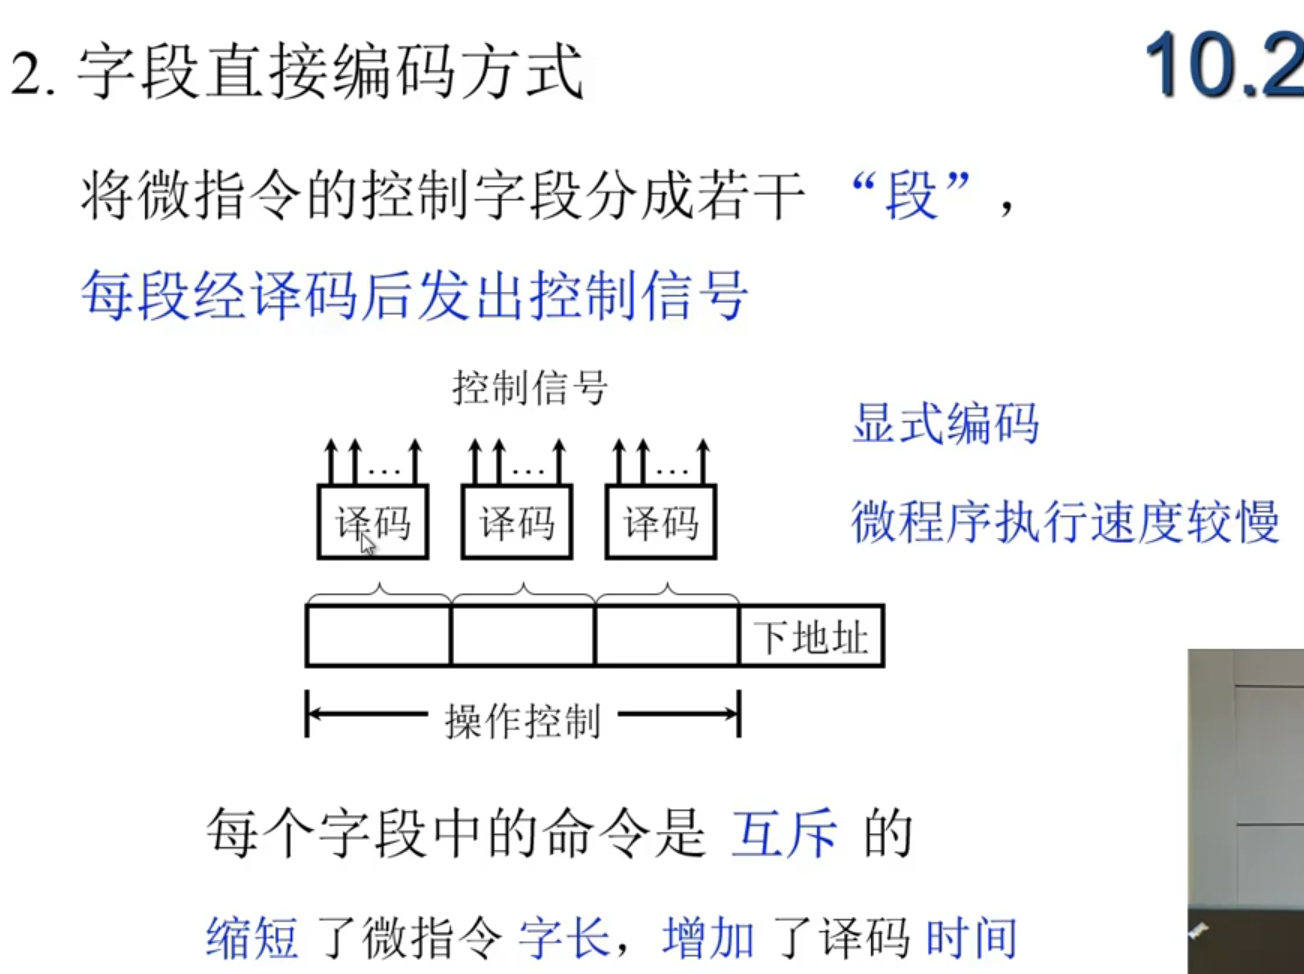 2. 字段直接编码方式
10.2
将微指令的控制字段分成若干 “段”，
每段经译码后发出控制信号
控制信号
显式编码
… … …
译码 译码 译码
微程序执行速度较慢
下地址
操作控制
每个字段中的命令是 互斥 的
缩短 了微指令 字长，增加 了译码 时间